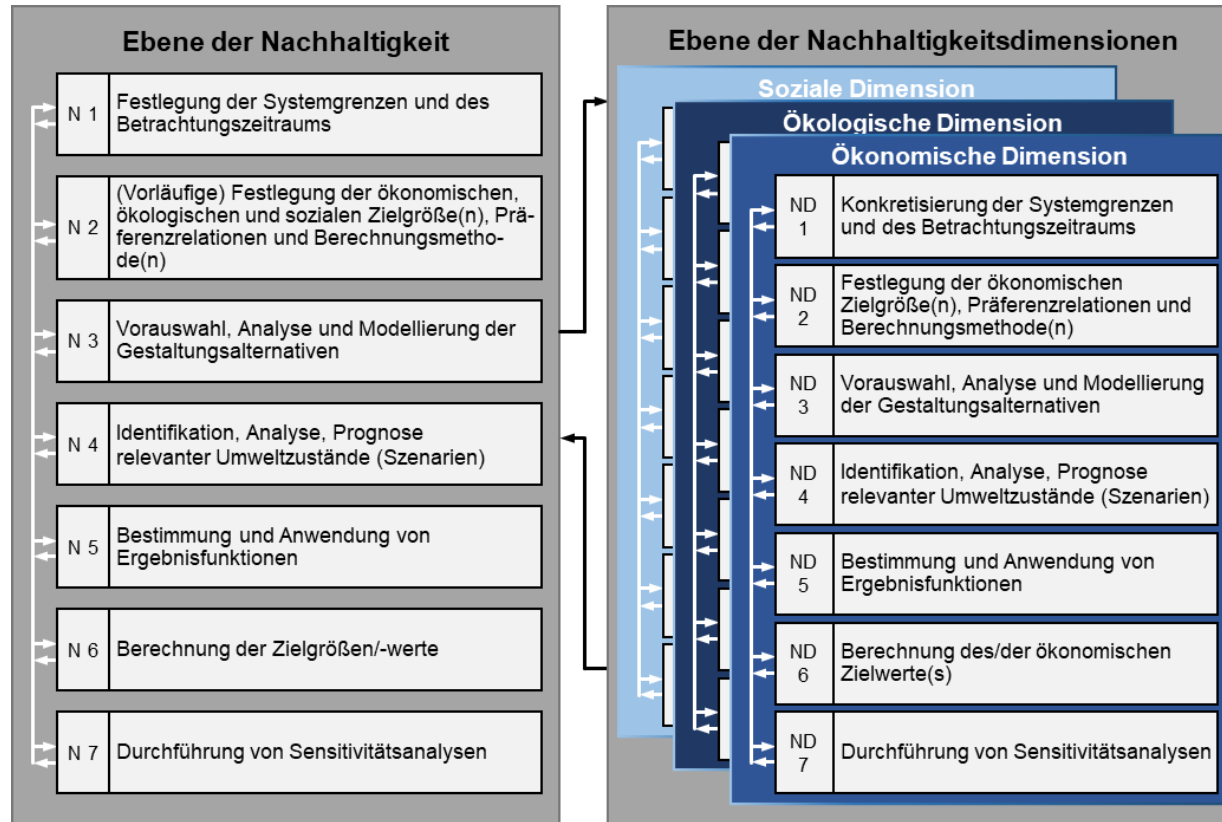 Ebene der Nachhaltigkeit
N 1
Festlegung der Systemgrenzen und des
Betrachtungszeitraums
N 2
(Vorläufige) Festlegung der ökonomischen,
ökologischen und sozialen Zielgröße(n), Prä-
ferenzrelationen und Berechnungsmetho-
de(n)
N 3
Vorauswahl, Analyse und Modellierung der
Gestaltungsalternativen
N 4
Identifikation, Analyse, Prognose
relevanter Umweltzustände (Szenarien)
N 5
Bestimmung und Anwendung von
Ergebnisfunktionen
N 6
Berechnung der Zielgrößen/-werte
N 7
Durchführung von Sensitivitätsanalysen
Ebene der Nachhaltigkeitsdimensionen
Soziale Dimension
Ökologische Dimension
Ökonomische Dimension
ND
1
Konkretisierung der Systemgrenzen
und des Betrachtungszeitraums
ND
2
Festlegung der ökonomischen
Zielgröße(n), Präferenzrelationen und
Berechnungsmethode(n)
ND
3
Vorauswahl, Analyse und Modellierung
der Gestaltungsalternativen
ND
4
Identifikation, Analyse, Prognose
relevanter Umweltzustände (Szenarien)
ND
5
Bestimmung und Anwendung von
Ergebnisfunktionen
ND
6
Berechnung des/der ökonomischen
Zielwerte(s)
ND
7
Durchführung von Sensitivitätsanalysen